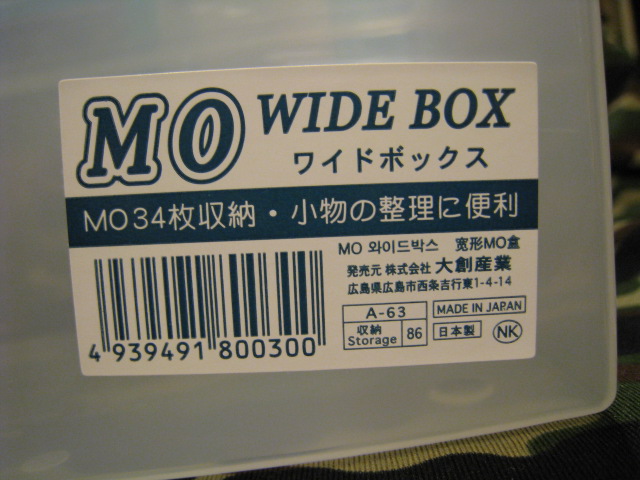 MO WIDE BOX
ワイドボックス
MO34枚収納・小物の整理に便利
MO 와이드박스 宽形MO盒
発売元 株式会社 大創産業
広島県広島市西条吉行東1-4-14
A-63
収納 Storage 86
MADE IN JAPAN
日本製 NK
4 939491 800300